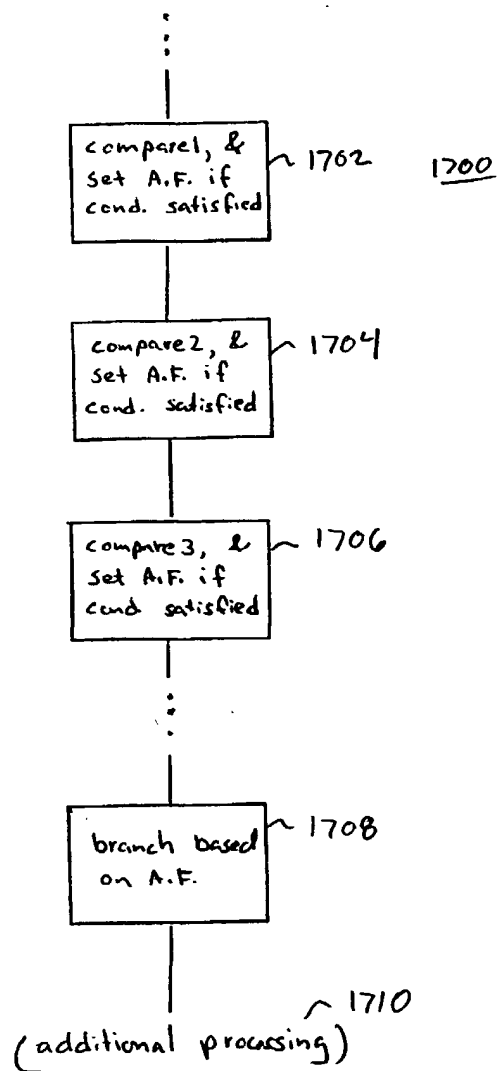 compare1, &
set A.F. if
cond. satisfied
1702
1700
compare2, &
set A.F. if
cond. satisfied
1704
compare3, &
set A.F. if
cond. satisfied
1706
branch based
on A.F.
1708
1710
(additional processing)